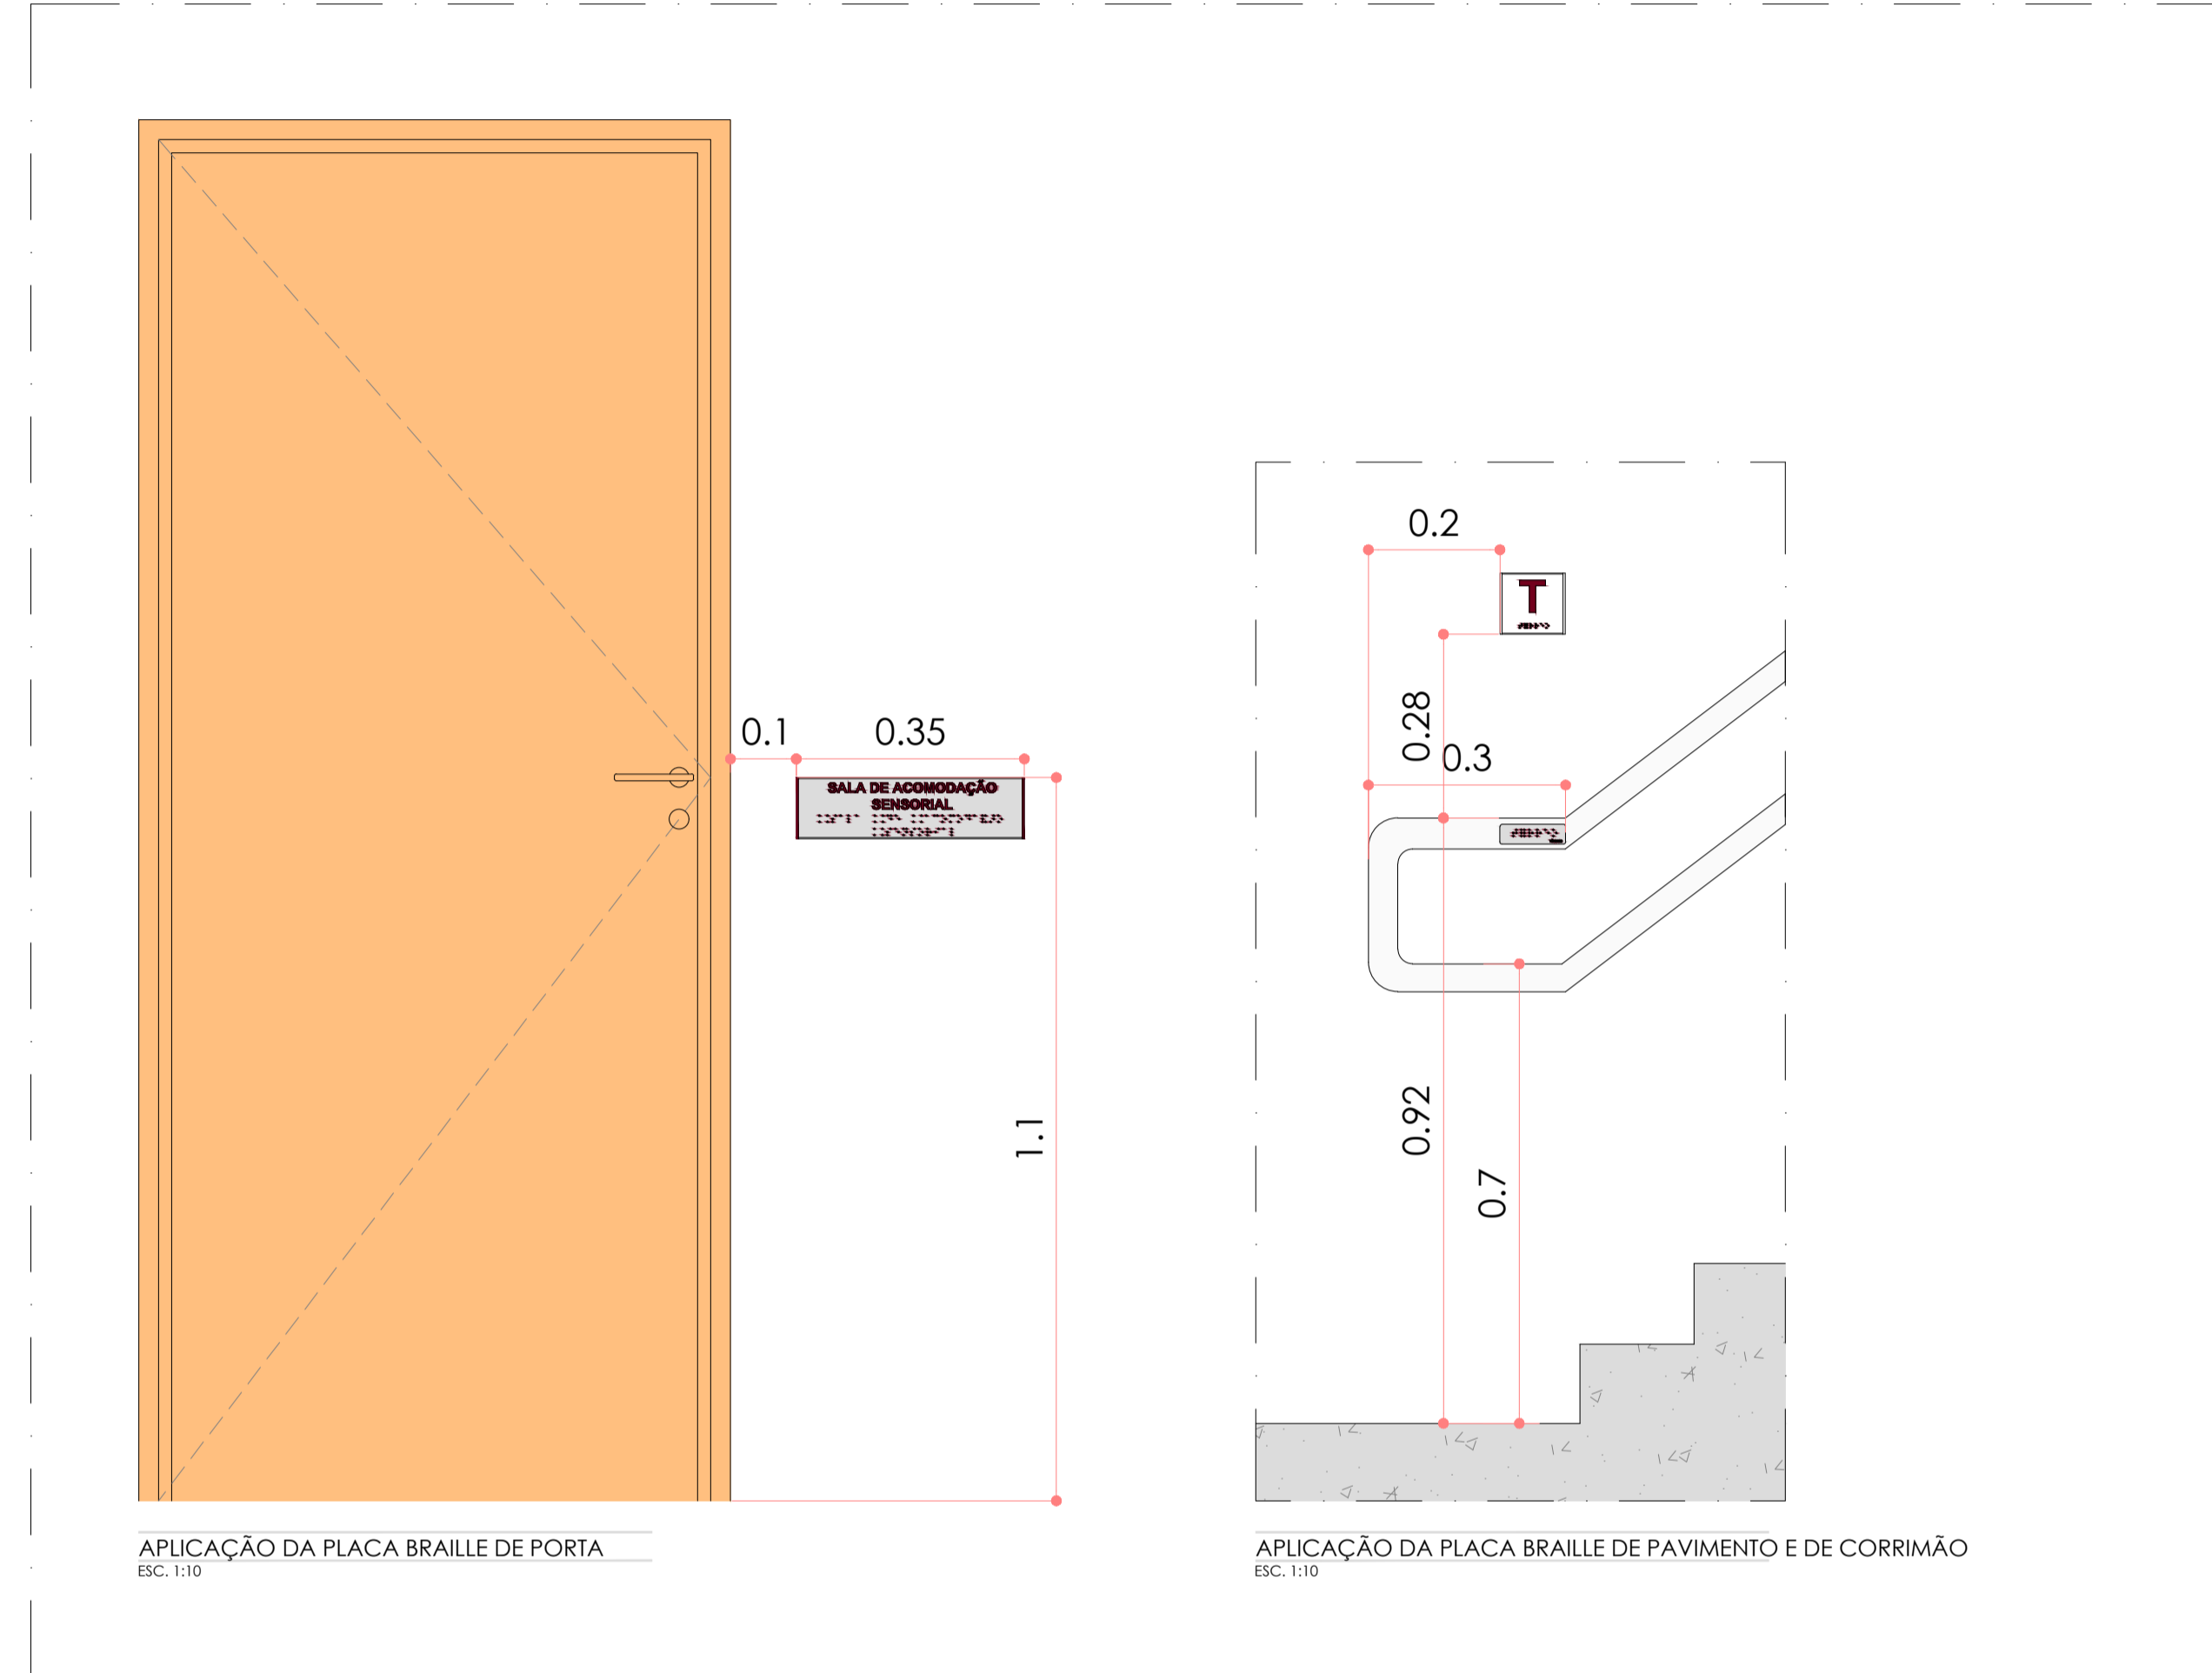 0.1
0.35
SALA DE ACOMODAÇÃO
SENSORIAL
1.1
APLICAÇÃO DA PLACA BRAILLE DE PORTA
ESC. 1:10
0.2
T
0.28
0.3
0.92
0.7
APLICAÇÃO DA PLACA BRAILLE DE PAVIMENTO E DE CORRIMÃO
ESC. 1:10